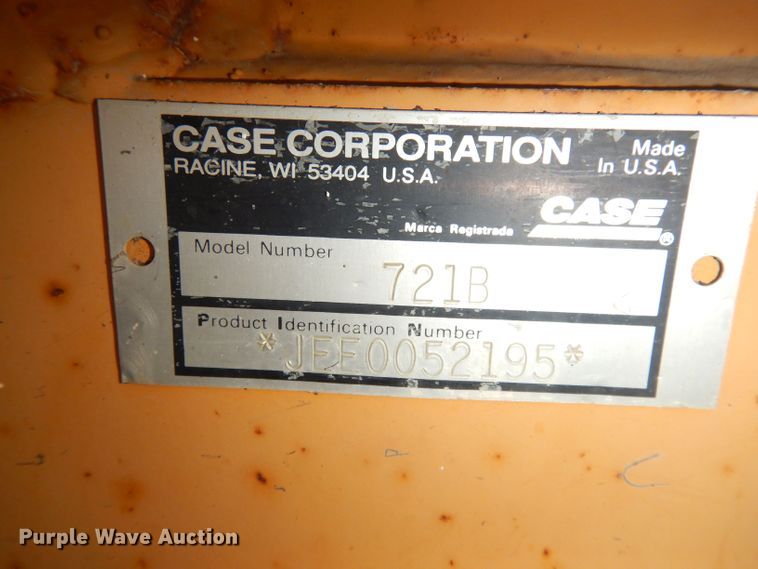 CASE CORPORATION
RACINE, WI 53404 U.S.A.
Made
In U.S.A.
CASE
Marca Registrada ®
Model Number
721B
Product Identification Number
*JEE0052195*
Purple Wave Auction